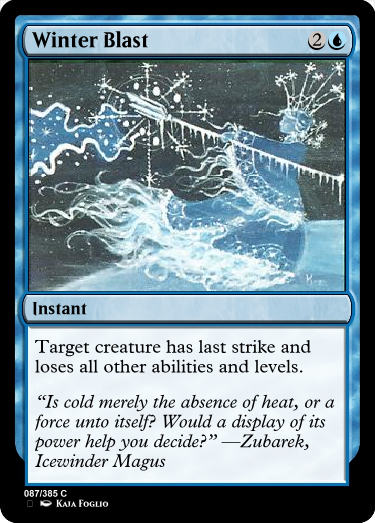 Winter Blast 2
Instant
Target creature has last strike and
loses all other abilities and levels.
“Is cold merely the absence of heat, or a
force unto itself? Would a display of its
power help you decide?” —Zubarek,
Icewinder Magus
087/385 C
Kaja Foglio